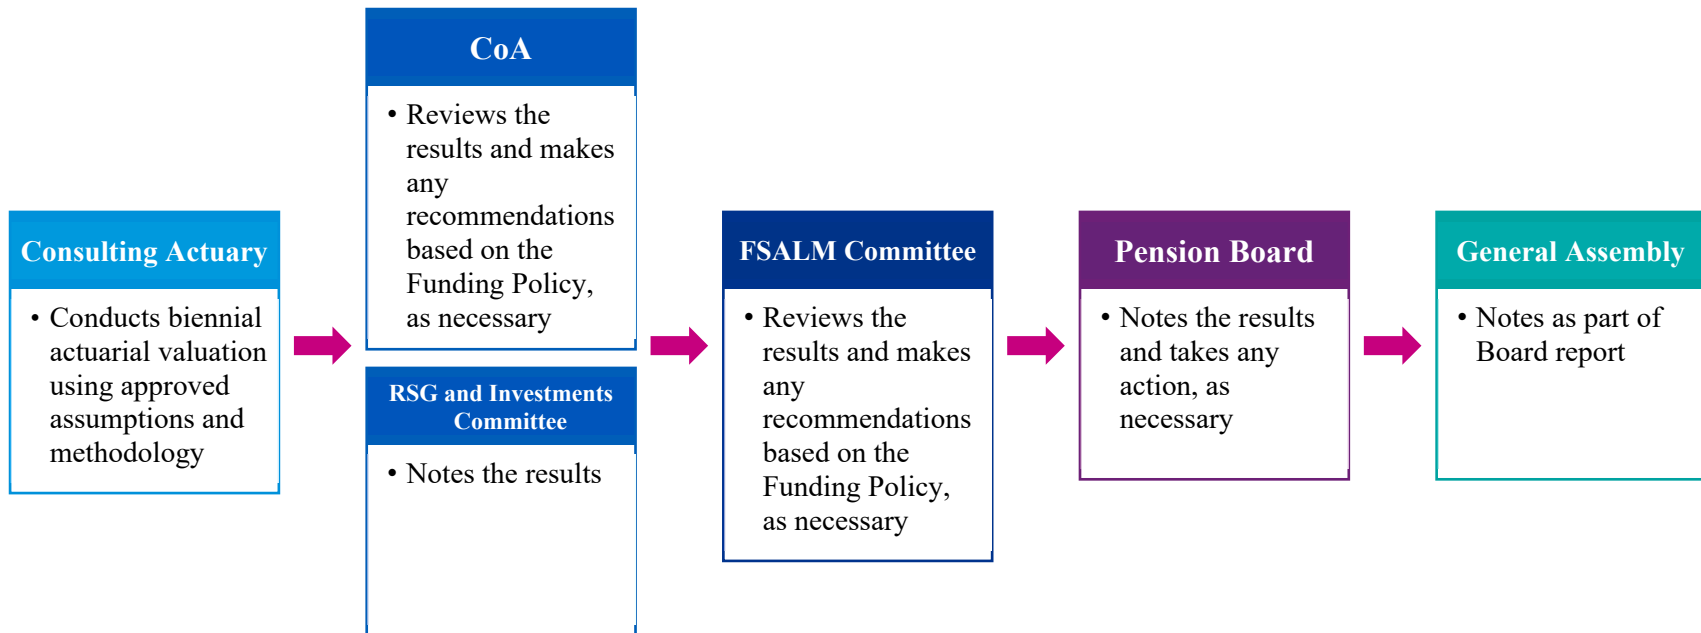 Consulting Actuary
• Conducts biennial
actuarial valuation
using approved
assumptions and
methodology
CoA
• Reviews the
results and makes
any
recommendations
based on the
Funding Policy,
as necessary
RSG and Investments
Committee
• Notes the results
FSALM Committee
• Reviews the
results and makes
any
recommendations
based on the
Funding Policy,
as necessary
Pension Board
• Notes the results
and takes any
action, as
necessary
General Assembly
• Notes as part of
Board report